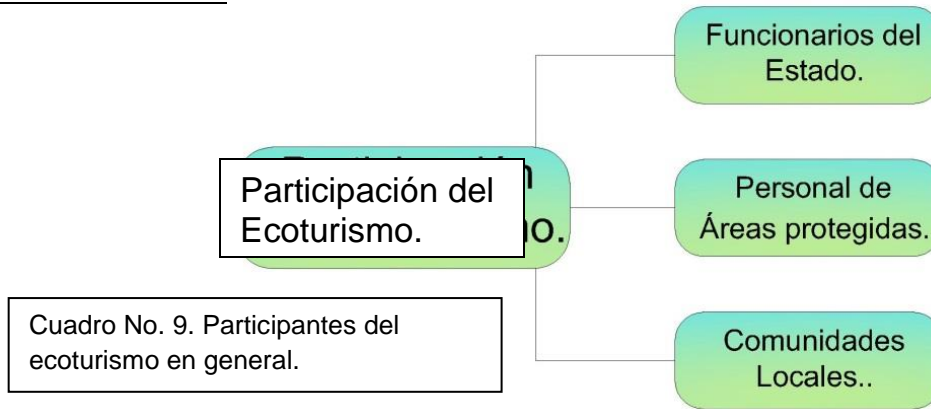 Funcionarios del
Estado.
Participación del
Ecoturismo.
Personal de
Áreas protegidas.
Cuadro No. 9. Participantes del
ecoturismo en general.
Comunidades
Locales..